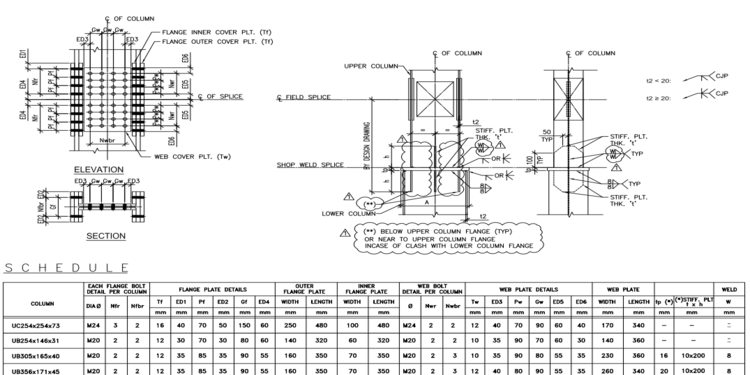 ℄ OF COLUMN
Gw Gw Gw
ED3 ED3
FLANGE INNER COVER PLT. (Tf)
FLANGE OUTER COVER PLT. (Tf)
ED1
ED6
Nfr
Pf
Pf
Pw
Nwr
ED5
ED4
ED4
℄ OF SPLICE
Nfr
Pf
Pf
Pw
Nwr
ED5
ED6
Nwbr
WEB COVER PLT. (Tw)
ELEVATION
ED3 Gw Gw Gw ED3
ED2
Nfbr
Gf
ED2
SECTION
℄ OF COLUMN
℄ OF COLUMN
UPPER COLUMN
t2 < 20:
CJP
t2 ≥ 20:
CJP
℄ FIELD SPLICE
BY DESIGN DRAWING
t2
STIFF. PLT.
THK. "t"
50
TYP
STIFF. PLT.
THK. "t"
OR
100
TYP
SHOP WELD SPLICE
h
OR
TYP
(**)
A
LOWER COLUMN
t2
STIFF. PLT.
THK. "t"
(**) BELOW UPPER COLUMN FLANGE (TYP)
OR NEAR TO UPPER COLUMN FLANGE
INCASE OF CLASH WITH LOWER COLUMN FLANGE
SCHEDULE
COLUMN
EACH FLANGE BOLT DETAIL PER COLUMN
FLANGE PLATE DETAILS
OUTER FLANGE PLATE
INNER FLANGE PLATE
WEB BOLT DETAIL PER COLUMN
WEB PLATE DETAILS
WEB PLATE
tp (*)
(*)STIFF. PLT t x h
WELD
DIA Ø Nfr Nfbr Tf ED1 Pf ED2 Gf ED4 WIDTH LENGTH WIDTH LENGTH Ø Nwr Nwbr Tw ED3 Pw Gw ED5 ED6 WIDTH LENGTH W
mm mm mm mm mm mm mm mm mm mm mm mm mm mm mm mm mm mm mm mm mm mm
UC254x254x73 M24 3 2 16 40 70 50 150 60 250 480 100 480 M24 2 2 12 40 70 90 60 40 170 340 – – –
UB254x146x31 M20 2 2 12 30 70 30 80 60 140 320 60 320 M20 2 2 10 35 90 70 60 30 140 360 – –
UB305x165x40 M20 2 2 12 35 85 35 90 55 160 350 70 350 M20 2 3 10 35 90 80 55 35 230 360 16 10x200 8
UB356x171x45 M20 2 2 12 35 85 35 90 55 160 350 70 350 M20 2 3 12 40 80 90 55 35 260 340 20 10x200 8